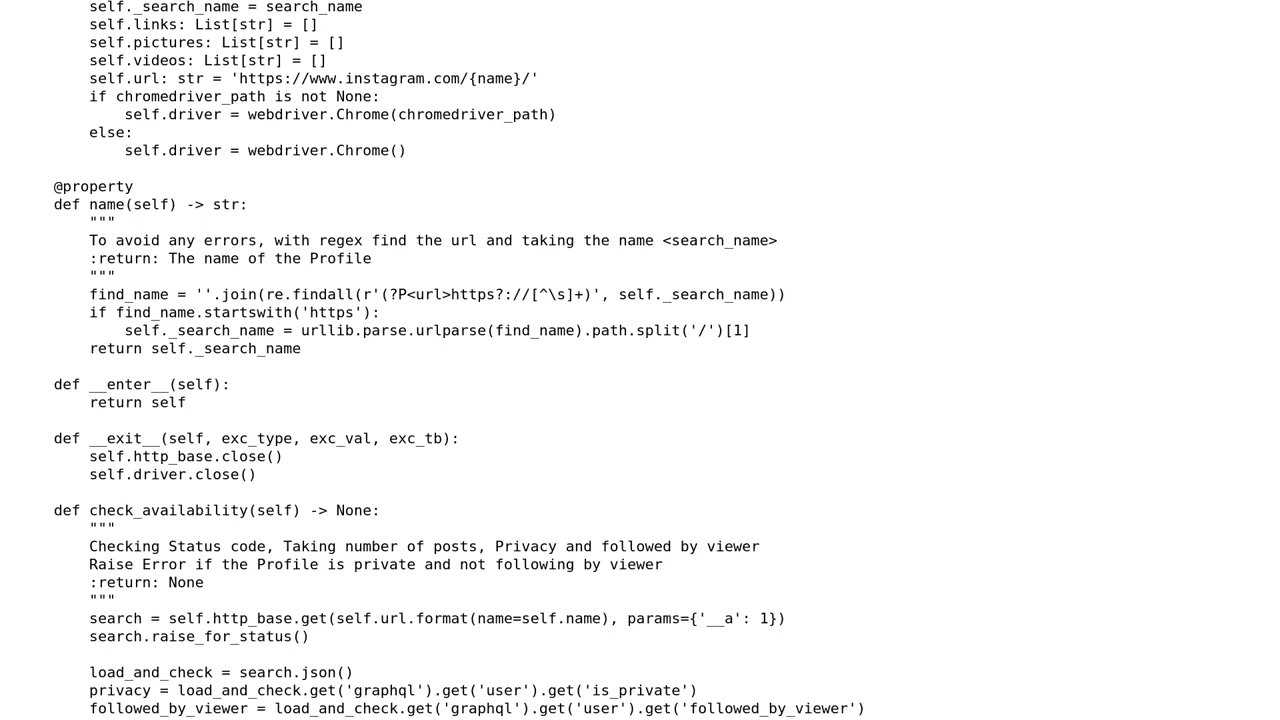 self._search_name = search_name
        self.links: List[str] = []
        self.pictures: List[str] = []
        self.videos: List[str] = []
        self.url: str = 'https://www.instagram.com/{name}/'
        if chromedriver_path is not None:
            self.driver = webdriver.Chrome(chromedriver_path)
        else:
            self.driver = webdriver.Chrome()

    @property
    def name(self) -> str:
        """
        To avoid any errors, with regex find the url and taking the name <search_name>
        :return: The name of the Profile
        """
        find_name = ''.join(re.findall(r'(?P<url>https?://[^\s]+)', self._search_name))
        if find_name.startswith('https'):
            self._search_name = urllib.parse.urlparse(find_name).path.split('/')[1]
        return self._search_name

    def __enter__(self):
        return self

    def __exit__(self, exc_type, exc_val, exc_tb):
        self.http_base.close()
        self.driver.close()

    def check_availability(self) -> None:
        """
        Checking Status code, Taking number of posts, Privacy and followed by viewer
        Raise Error if the Profile is private and not following by viewer
        :return: None
        """
        search = self.http_base.get(self.url.format(name=self.name), params={'__a': 1})
        search.raise_for_status()

        load_and_check = search.json()
        privacy = load_and_check.get('graphql').get('user').get('is_private')
        followed_by_viewer = load_and_check.get('graphql').get('user').get('followed_by_viewer')